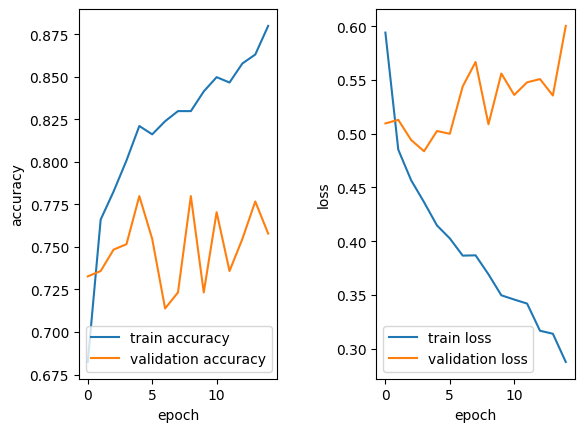 accuracy
0.875
0.850
0.825
0.800
0.775
0.750
0.725
0.700
0.675
0
5
10
epoch
train accuracy
validation accuracy
loss
0.60
0.55
0.50
0.45
0.40
0.35
0.30
0
5
10
epoch
train loss
validation loss